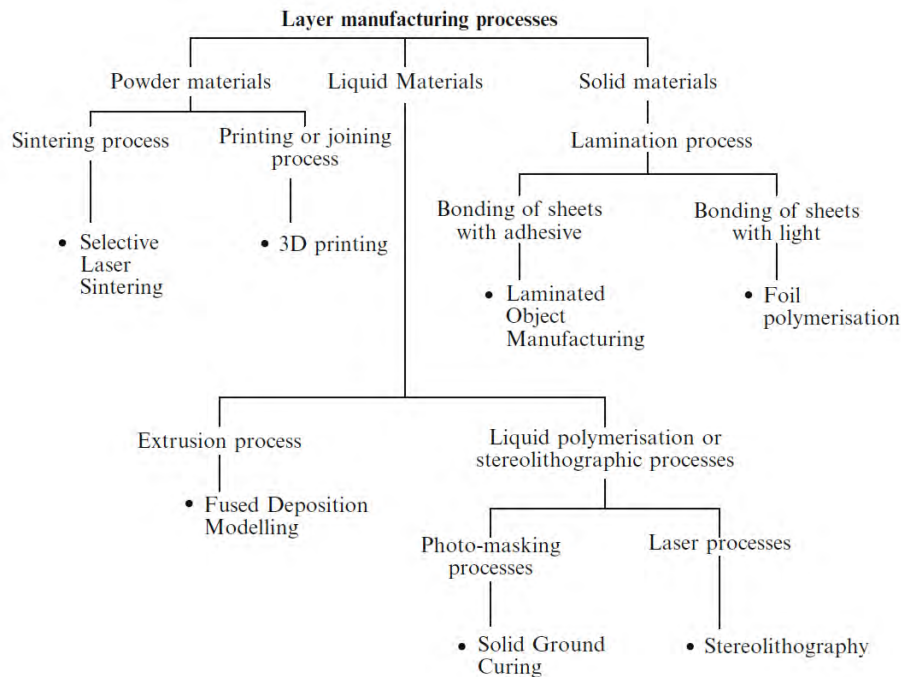 Layer manufacturing processes
Powder materials
Liquid Materials
Solid materials
Sintering process
Printing or joining
process
Lamination process
Bonding of sheets
with adhesive
Bonding of sheets
with light
• Selective
Laser
Sintering
• 3D printing
• Laminated
Object
Manufacturing
• Foil
polymerisation
Extrusion process
Liquid polymerisation or
stereolithographic processes
• Fused Deposition
Modelling
Photo-masking
processes
Laser processes
• Solid Ground
Curing
• Stereolithography